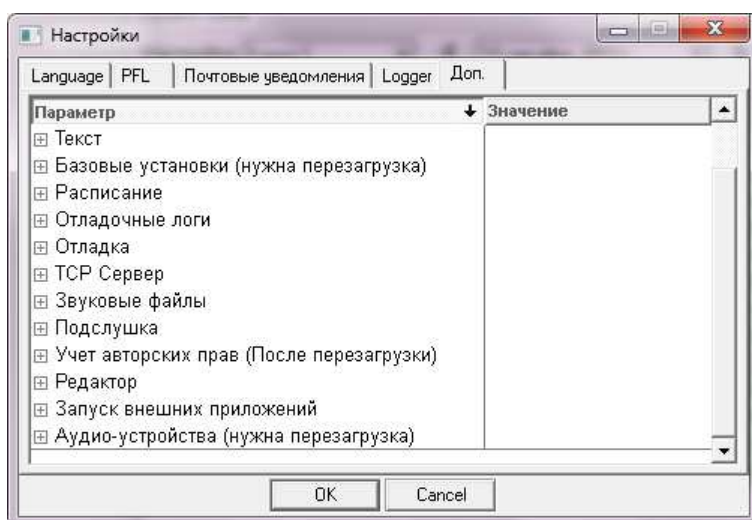 Настройки
Language PFL Почтовые уведомления Logger Доп.
Параметр Значение
Текст
Базовые установки (нужна перезагрузка)
Расписание
Отладочные логи
Отладка
TCP Сервер
Звуковые файлы
Подслушка
Учет авторских прав (После перезагрузки)
Редактор
Запуск внешних приложений
Аудио-устройства (нужна перезагрузка)
OK Cancel